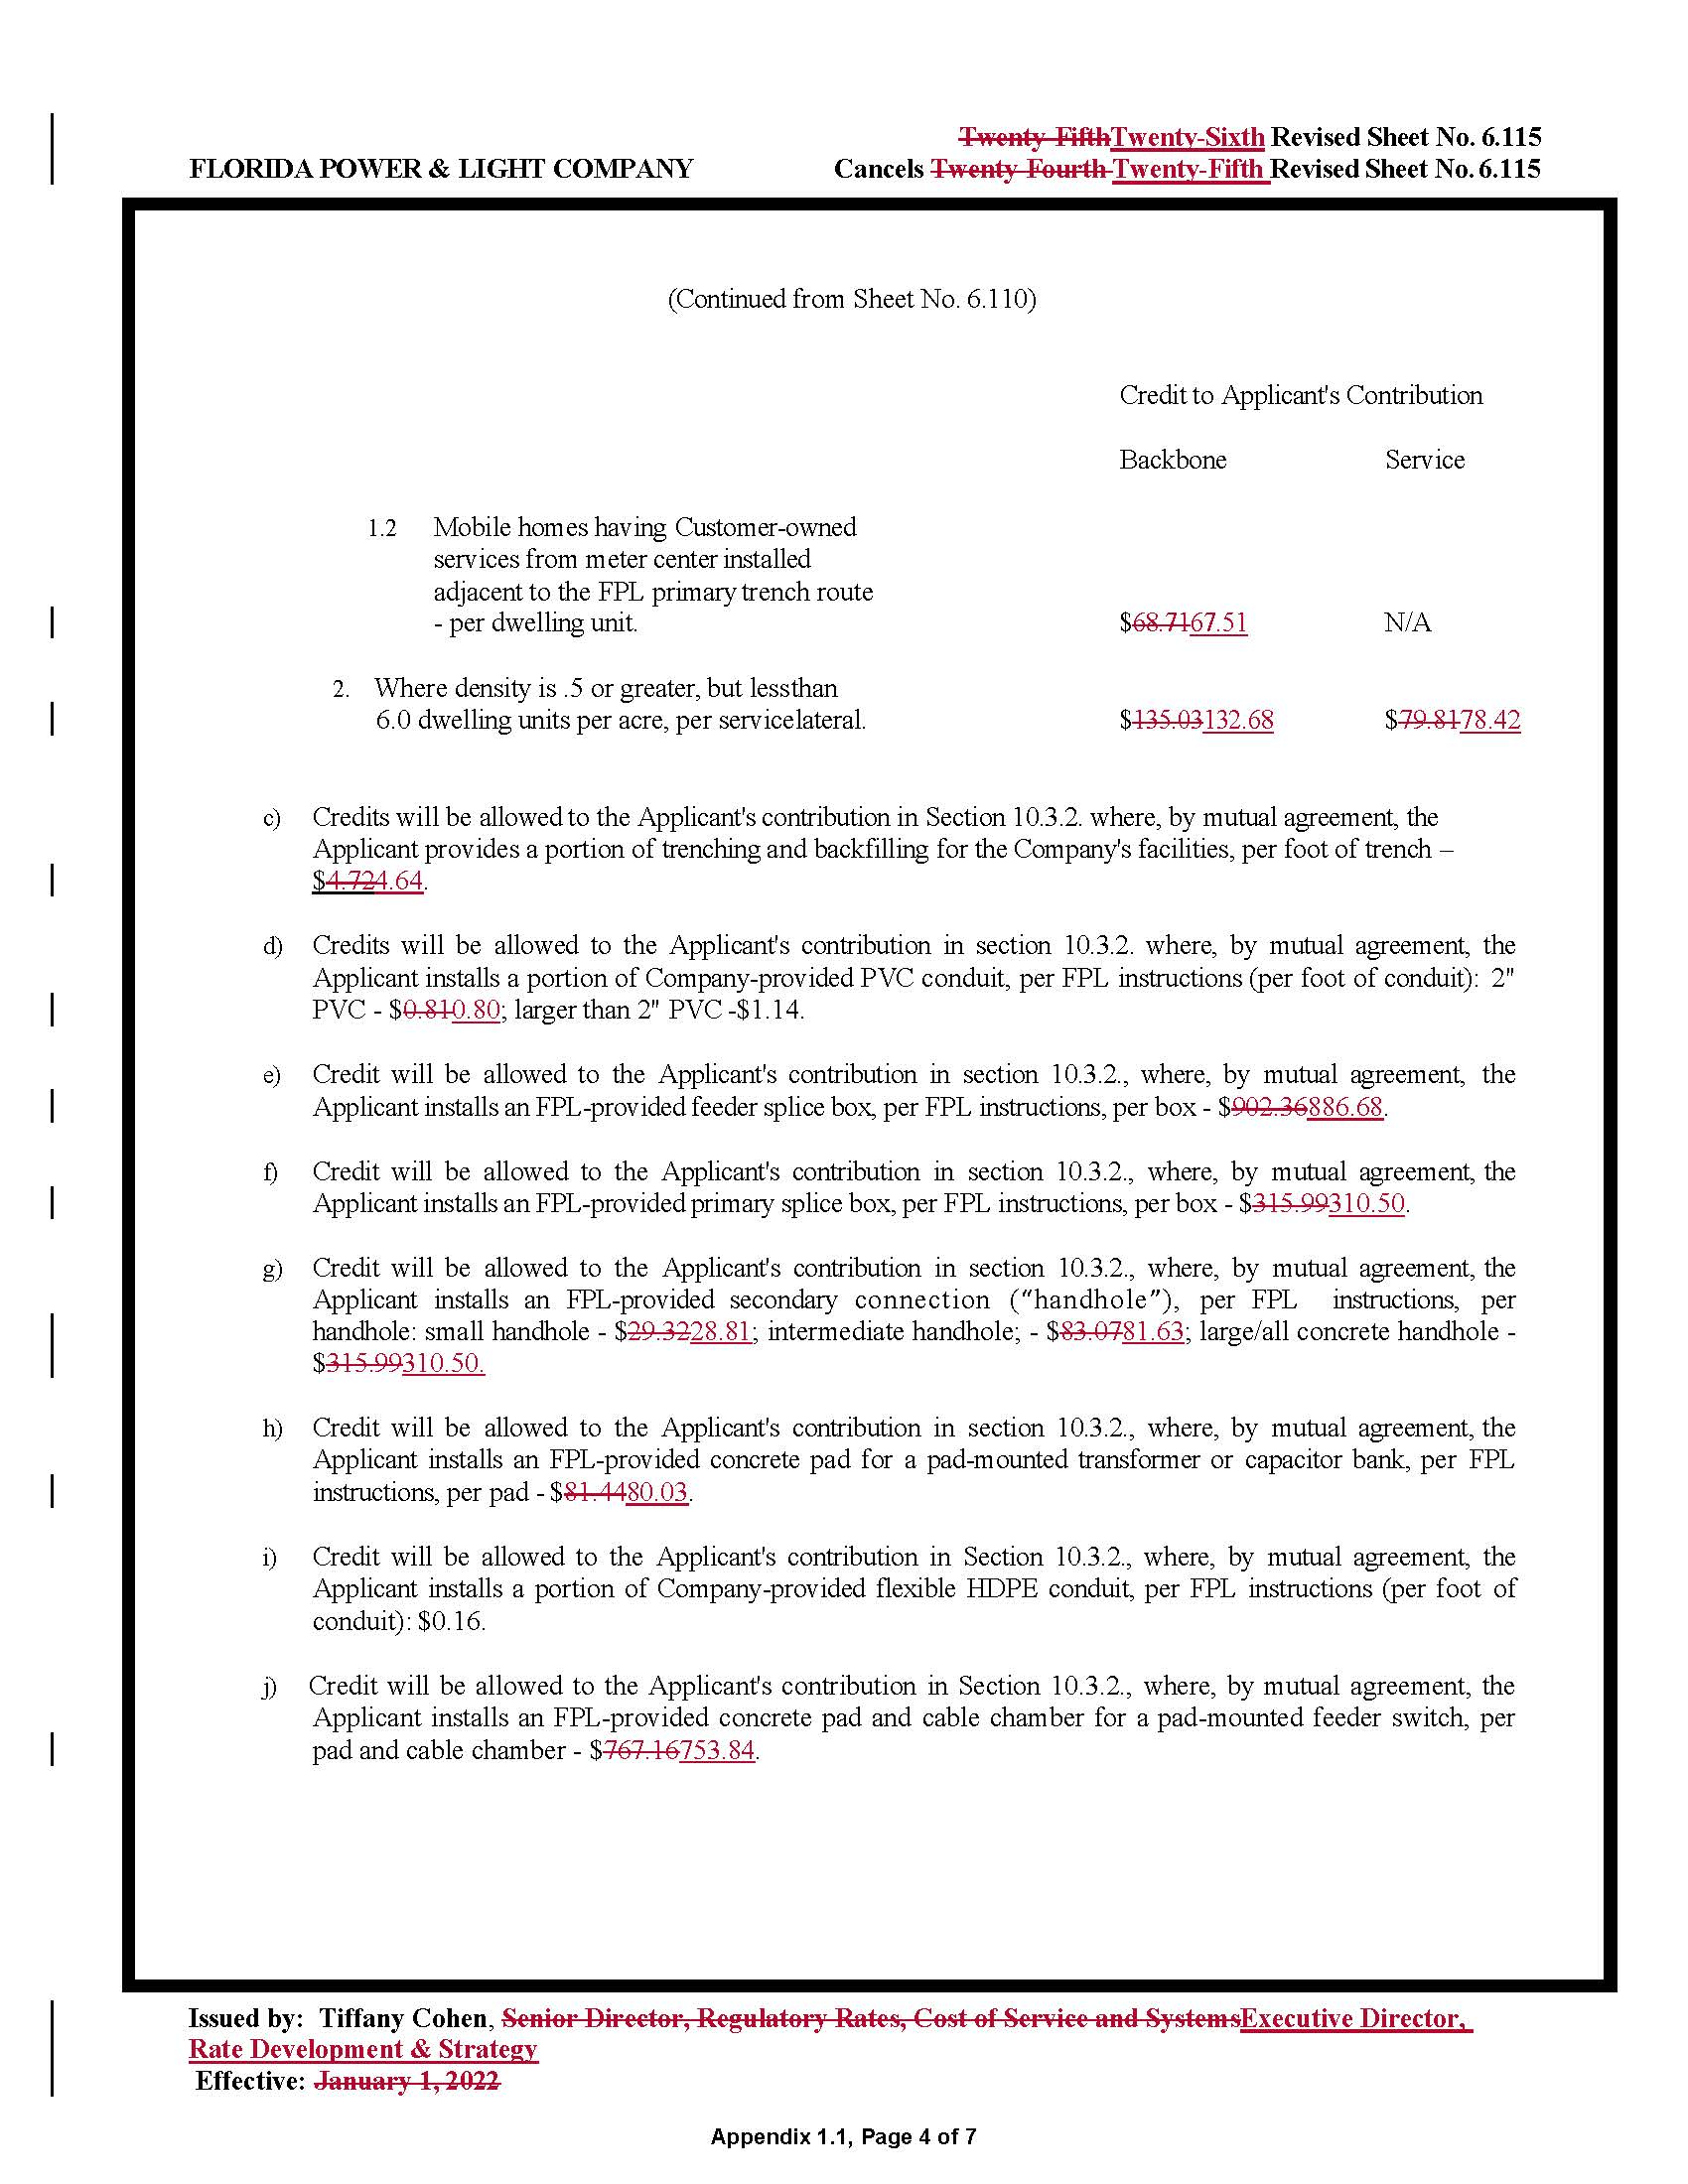 Twenty-FifthTwenty-Sixth Revised Sheet No. 6.115
FLORIDA POWER & LIGHT COMPANY Cancels Twenty-Fourth Twenty-Fifth Revised Sheet No. 6.115
(Continued from Sheet No. 6.110)
Credit to Applicant's Contribution
Backbone Service
1.2 Mobile homes having Customer-owned
services from meter center installed
adjacent to the FPL primary trench route
- per dwelling unit. $68.7167.51 N/A
2. Where density is .5 or greater, but lessthan
6.0 dwelling units per acre, per servicelateral. $135.03132.68 $79.8178.42
c) Credits will be allowed to the Applicant's contribution in Section 10.3.2. where, by mutual agreement, the
Applicant provides a portion of trenching and backfilling for the Company's facilities, per foot of trench –
$4.724.64.
d) Credits will be allowed to the Applicant's contribution in section 10.3.2. where, by mutual agreement, the
Applicant installs a portion of Company-provided PVC conduit, per FPL instructions (per foot of conduit): 2"
PVC - $0.810.80; larger than 2" PVC -$1.14.
e) Credit will be allowed to the Applicant's contribution in section 10.3.2., where, by mutual agreement, the
Applicant installs an FPL-provided feeder splice box, per FPL instructions, per box - $902.36886.68.
f) Credit will be allowed to the Applicant's contribution in section 10.3.2., where, by mutual agreement, the
Applicant installs an FPL-provided primary splice box, per FPL instructions, per box - $315.99310.50.
g) Credit will be allowed to the Applicant's contribution in section 10.3.2., where, by mutual agreement, the
Applicant installs an FPL-provided secondary connection (“handhole”), per FPL instructions, per
handhole: small handhole - $29.3228.81; intermediate handhole; - $83.0781.63; large/all concrete handhole -
$315.99310.50.
h) Credit will be allowed to the Applicant's contribution in section 10.3.2., where, by mutual agreement, the
Applicant installs an FPL-provided concrete pad for a pad-mounted transformer or capacitor bank, per FPL
instructions, per pad - $81.4480.03.
i) Credit will be allowed to the Applicant's contribution in Section 10.3.2., where, by mutual agreement, the
Applicant installs a portion of Company-provided flexible HDPE conduit, per FPL instructions (per foot of
conduit): $0.16.
j) Credit will be allowed to the Applicant's contribution in Section 10.3.2., where, by mutual agreement, the
Applicant installs an FPL-provided concrete pad and cable chamber for a pad-mounted feeder switch, per
pad and cable chamber - $767.16753.84.
Issued by: Tiffany Cohen, Senior Director, Regulatory Rates, Cost of Service and SystemsExecutive Director,
Rate Development & Strategy
Effective: January 1, 2022
Appendix 1.1, Page 4 of 7